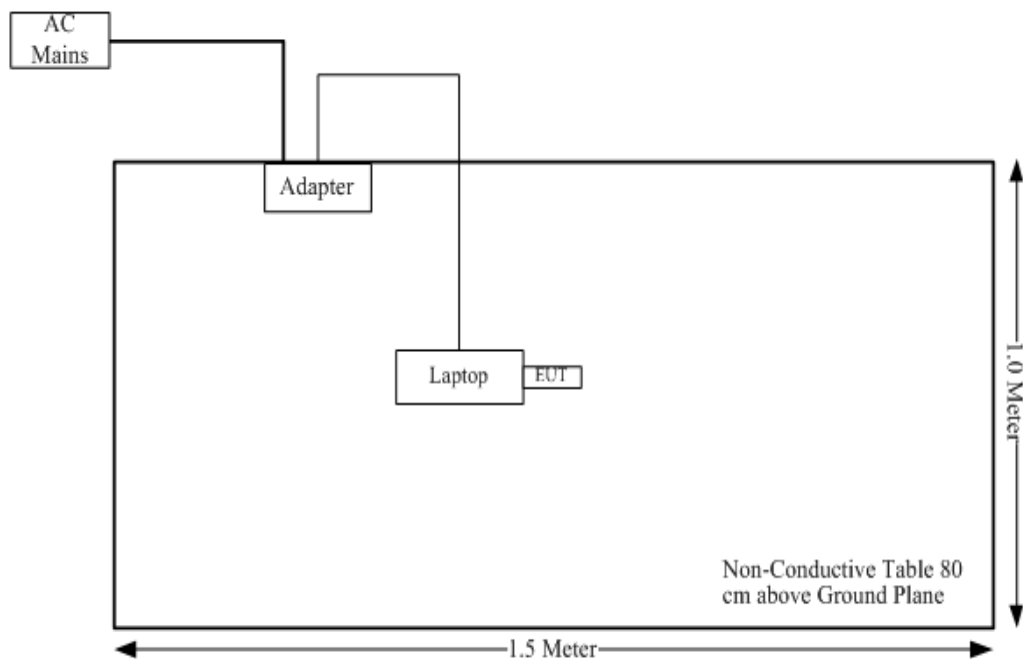 AC
Mains
Adapter
Laptop
EUT
1.0 Meter
Non-Conductive Table 80
cm above Ground Plane
1.5 Meter